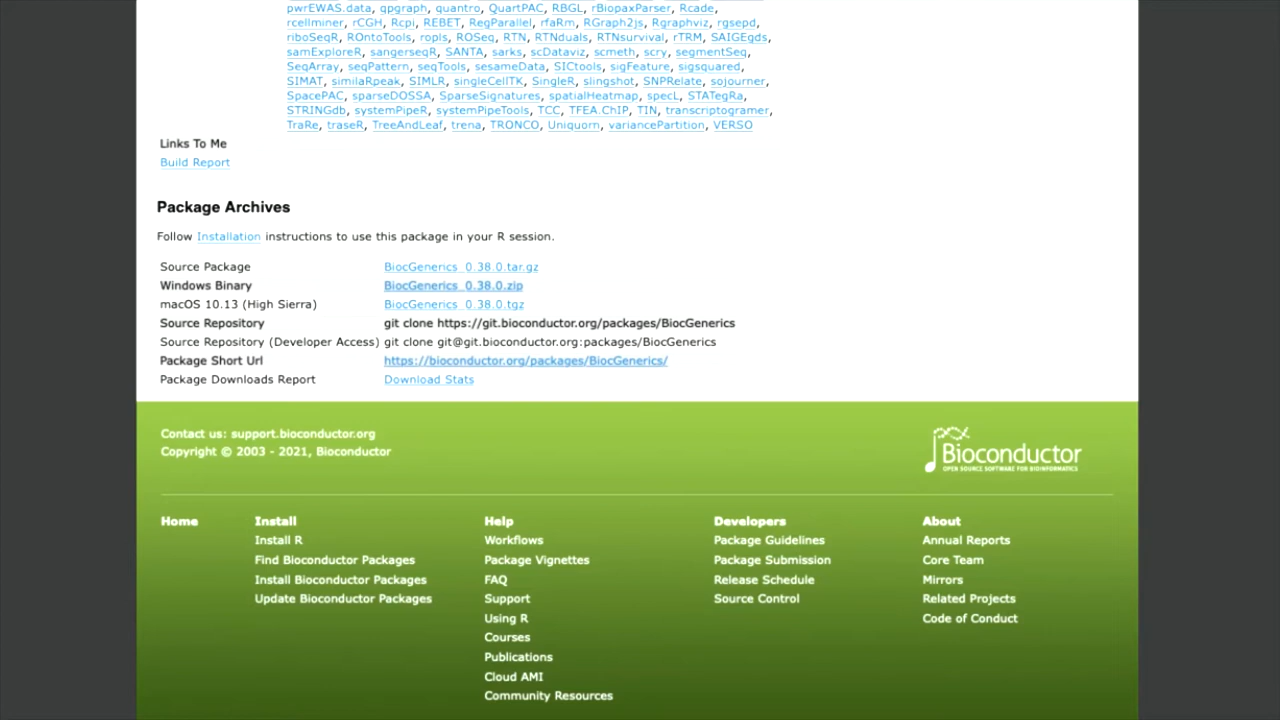 pwrEWAS.data, qpgraph, quantro, QuartPAC, RBGL, rBiopaxParser, Rcade,
rcellminer, rCGH, Rcpi, REBET, RegParallel, rfaRm, RGraph2js, Rgraphviz, rgsepd,
riboSeqR, ROntoTools, ropls, ROSeq, RTN, RTNduals, RTNsurvival, rTRM, SAIGEgds,
samExploreR, sangerseqR, SANTA, sarks, scDataviz, scmeth, scry, segmentSeq,
SeqArray, seqPattern, seqTools, sesameData, SICtools, sigFeature, sigsquared,
SIMAT, similaRpeak, SIMLR, singleCellTK, SingleR, slingshot, SNPRelate, sojourner,
SpacePAC, sparseDOSSA, SparseSignatures, spatialHeatmap, specL, STATegRa,
STRINGdb, systemPipeR, systemPipeTools, TCC, TFEA.ChIP, TIN, transcriptogramer,
TraRe, traseR, TreeAndLeaf, trena, TRONCO, Uniquorn, variancePartition, VERSO
Links To Me
Build Report
Package Archives
Follow Installation instructions to use this package in your R session.
Source Package BiocGenerics_0.38.0.tar.gz
Windows Binary BiocGenerics_0.38.0.zip
macOS 10.13 (High Sierra) BiocGenerics_0.38.0.tgz
Source Repository git clone https://git.bioconductor.org/packages/BiocGenerics
Source Repository (Developer Access) git clone git@git.bioconductor.org:packages/BiocGenerics
Package Short Url https://bioconductor.org/packages/BiocGenerics/
Package Downloads Report Download Stats
Contact us: support.bioconductor.org
Copyright © 2003 - 2021, Bioconductor
Bioconductor
OPEN SOURCE SOFTWARE FOR BIOINFORMATICS
Home
Install
Install R
Find Bioconductor Packages
Install Bioconductor Packages
Update Bioconductor Packages
Help
Workflows
Package Vignettes
FAQ
Support
Using R
Courses
Publications
Cloud AMI
Community Resources
Developers
Package Guidelines
Package Submission
Release Schedule
Source Control
About
Annual Reports
Core Team
Mirrors
Related Projects
Code of Conduct